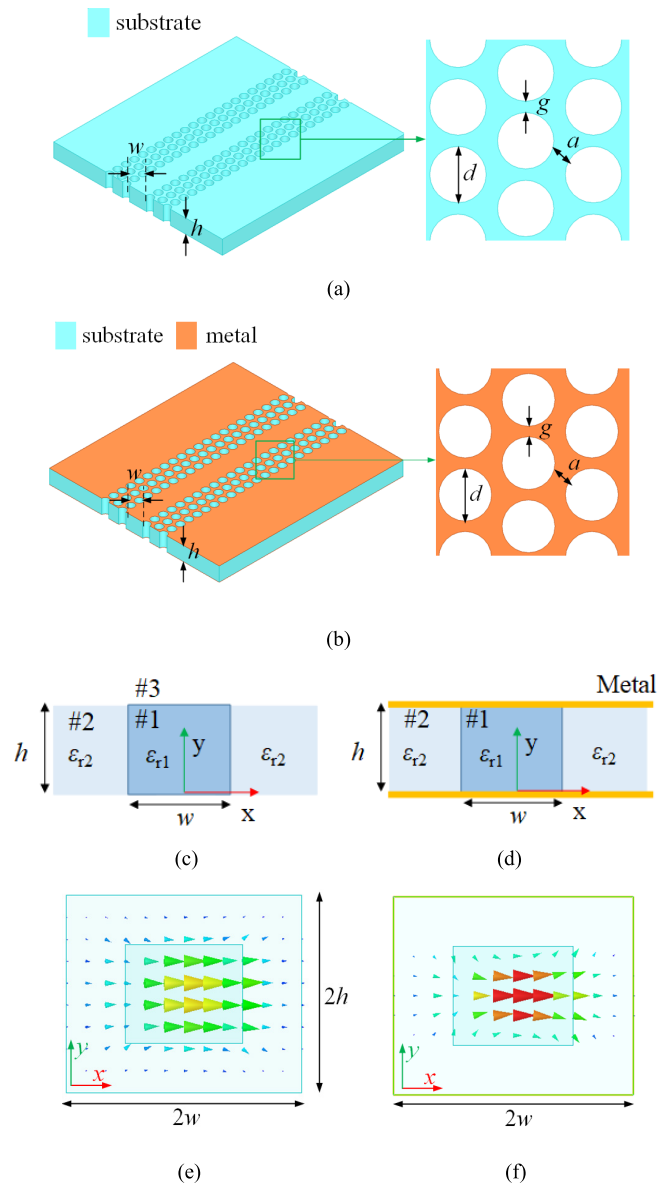 substrate
w
h
g
a
d
(a)
substrate metal
w
h
g
a
d
(b)
#3
#2 #1
h
εr2 εr1 y εr2
w x
(c)
Metal
#2 #1
h
εr2 εr1 y εr2
w x
(d)
2h
y
x
2w
(e)
y
x
2w
(f)